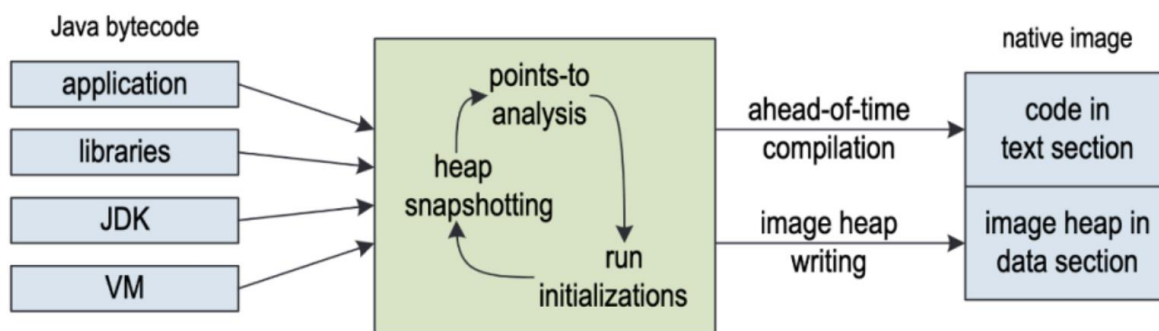 Java bytecode
application
libraries
JDK
VM
points-to
analysis
heap
snapshotting
run
initializations
ahead-of-time
compilation
image heap
writing
native image
code in
text section
image heap in
data section